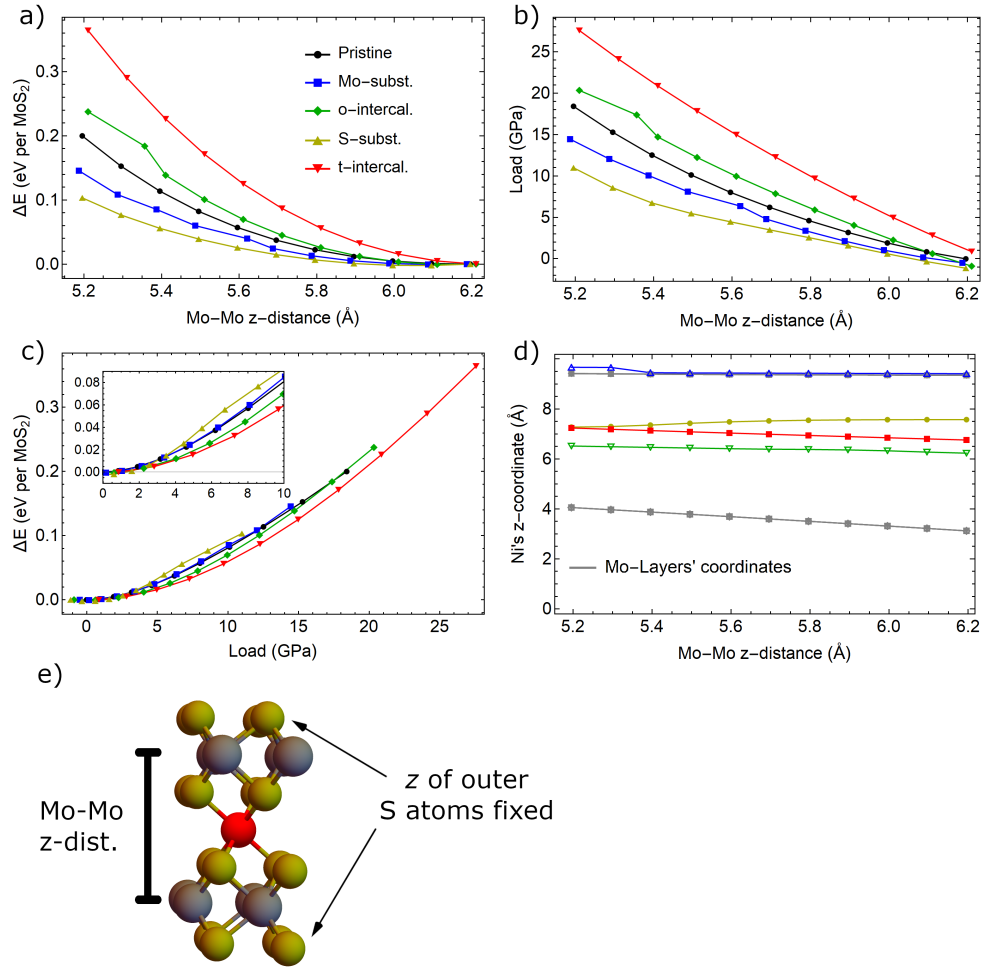 a)
ΔE (eV per MoS2)
0.3
0.2
0.1
0.0
Pristine
Mo−subst.
o−intercal.
S−subst.
t−intercal.
5.2 5.4 5.6 5.8 6.0 6.2
Mo−Mo z−distance (Å)
b)
Load (GPa)
25
20
15
10
5
0
5.2 5.4 5.6 5.8 6.0 6.2
Mo−Mo z−distance (Å)
c)
ΔE (eV per MoS2)
0.3
0.2
0.1
0.0
0.08
0.06
0.04
0.02
0.00
0 2 4 6 8 10
0 5 10 15 20 25
Load (GPa)
d)
Ni's z−coordinate (Å)
8
6
4
2
0
Mo−Layers' coordinates
5.2 5.4 5.6 5.8 6.0 6.2
Mo−Mo z−distance (Å)
e)
Mo-Mo
z-dist.
z of outer
S atoms fixed